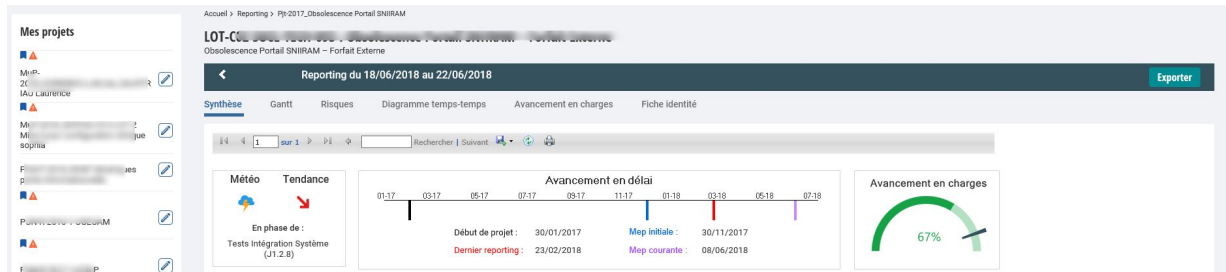 Accueil > Reporting > Pjt-2017_Obsolescence Portail SNIIRAM
Mes projets
LOT-
Obsolescence Portail SNIIRAM – Forfait Externe
Reporting du 18/06/2018 au 22/06/2018
Exporter
IAU Laurence
sophia
Synthèse Gantt Risques Diagramme temps-temps Avancement en charges Fiche identité
1 sur 1 Rechercher | Suivant
Météo Tendance
En phase de :
Tests Intégration Système
(J1.2.8)
Avancement en délai
01-17 03-17 05-17 07-17 09-17 11-17 01-18 03-18 05-18 07-18
Début de projet : 30/01/2017 Mep initiale : 30/11/2017
Dernier reporting : 23/02/2018 Mep courante : 08/06/2018
Avancement en charges
67%